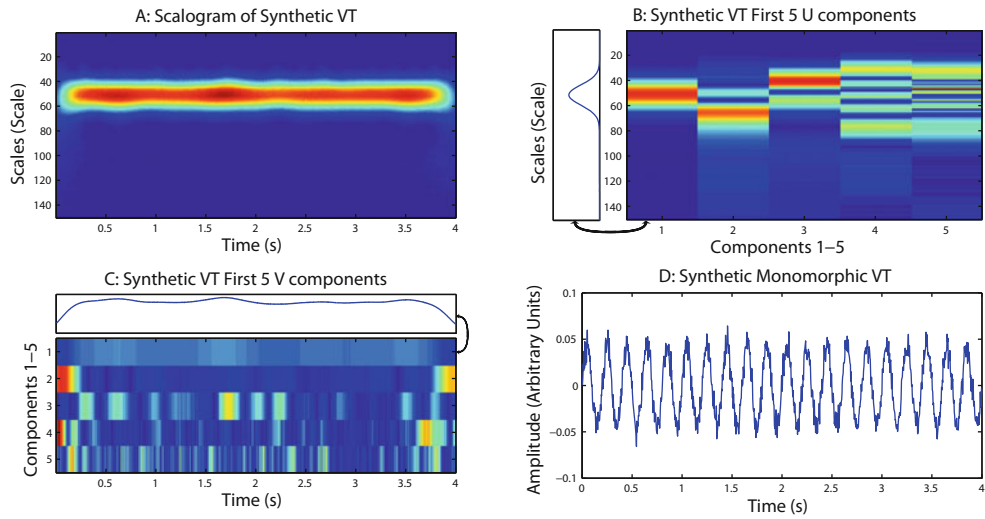 A: Scalogram of Synthetic VT
Scales (Scale)
20
40
60
80
100
120
140
0.5 1 1.5 2 2.5 3 3.5 4
Time (s)
B: Synthetic VT First 5 U components
Scales (Scale)
20
40
60
80
100
120
140
1 2 3 4 5
Components 1–5
C: Synthetic VT First 5 V components
Components 1–5
1
2
3
4
5
0.5 1 1.5 2 2.5 3 3.5 4
Time (s)
D: Synthetic Monomorphic VT
Amplitude (Arbitrary Units)
0.1
0.05
0
−0.05
−0.1
0 0.5 1 1.5 2 2.5 3 3.5 4
Time (s)